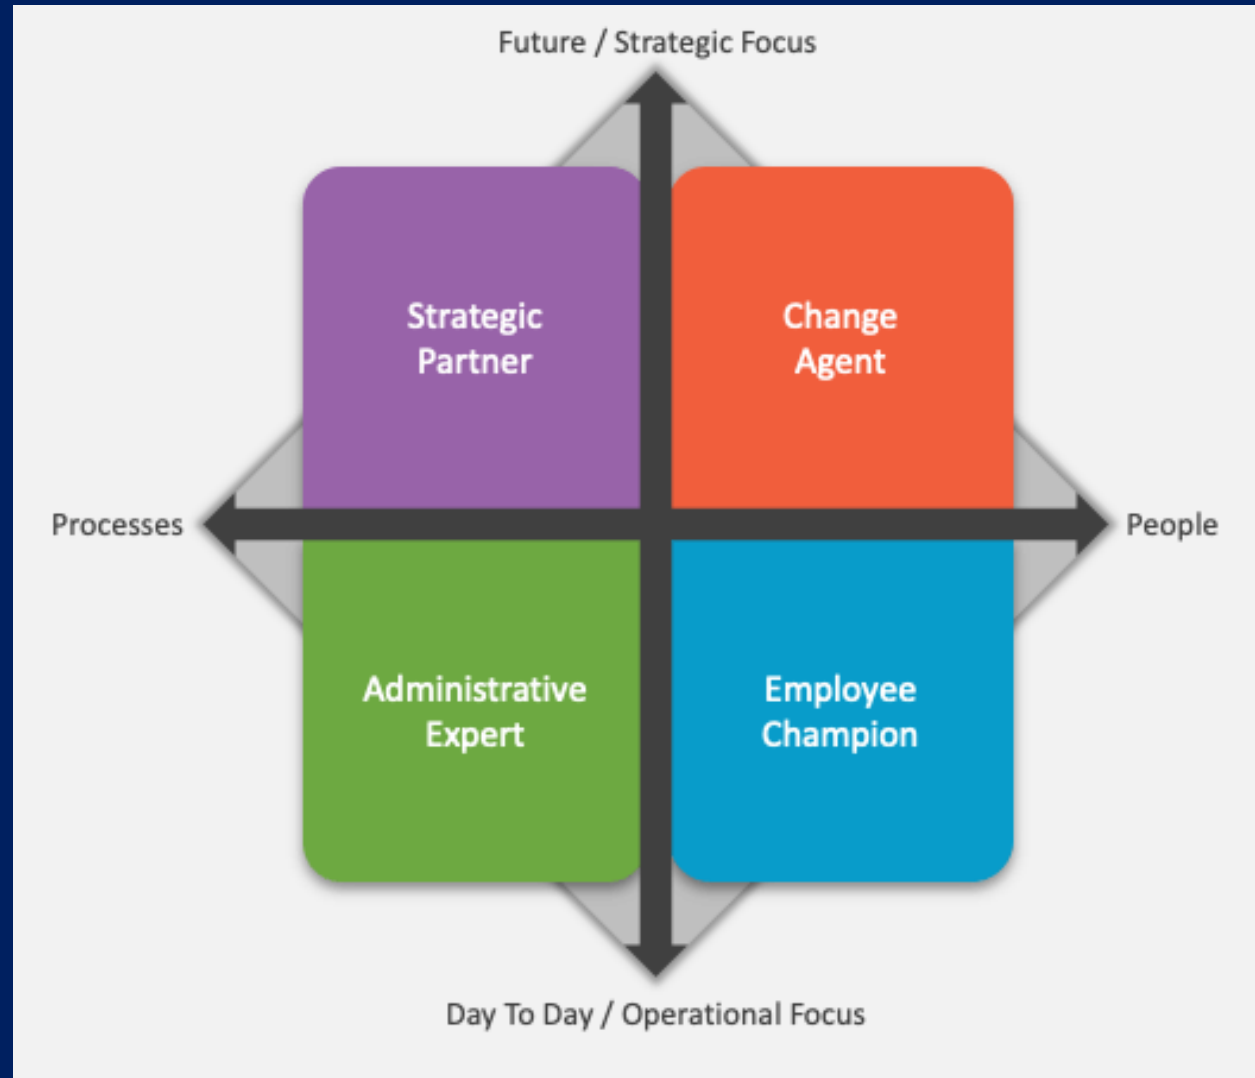 Future / Strategic Focus
Strategic
Partner
Change
Agent
Processes
People
Administrative
Expert
Employee
Champion
Day To Day / Operational Focus